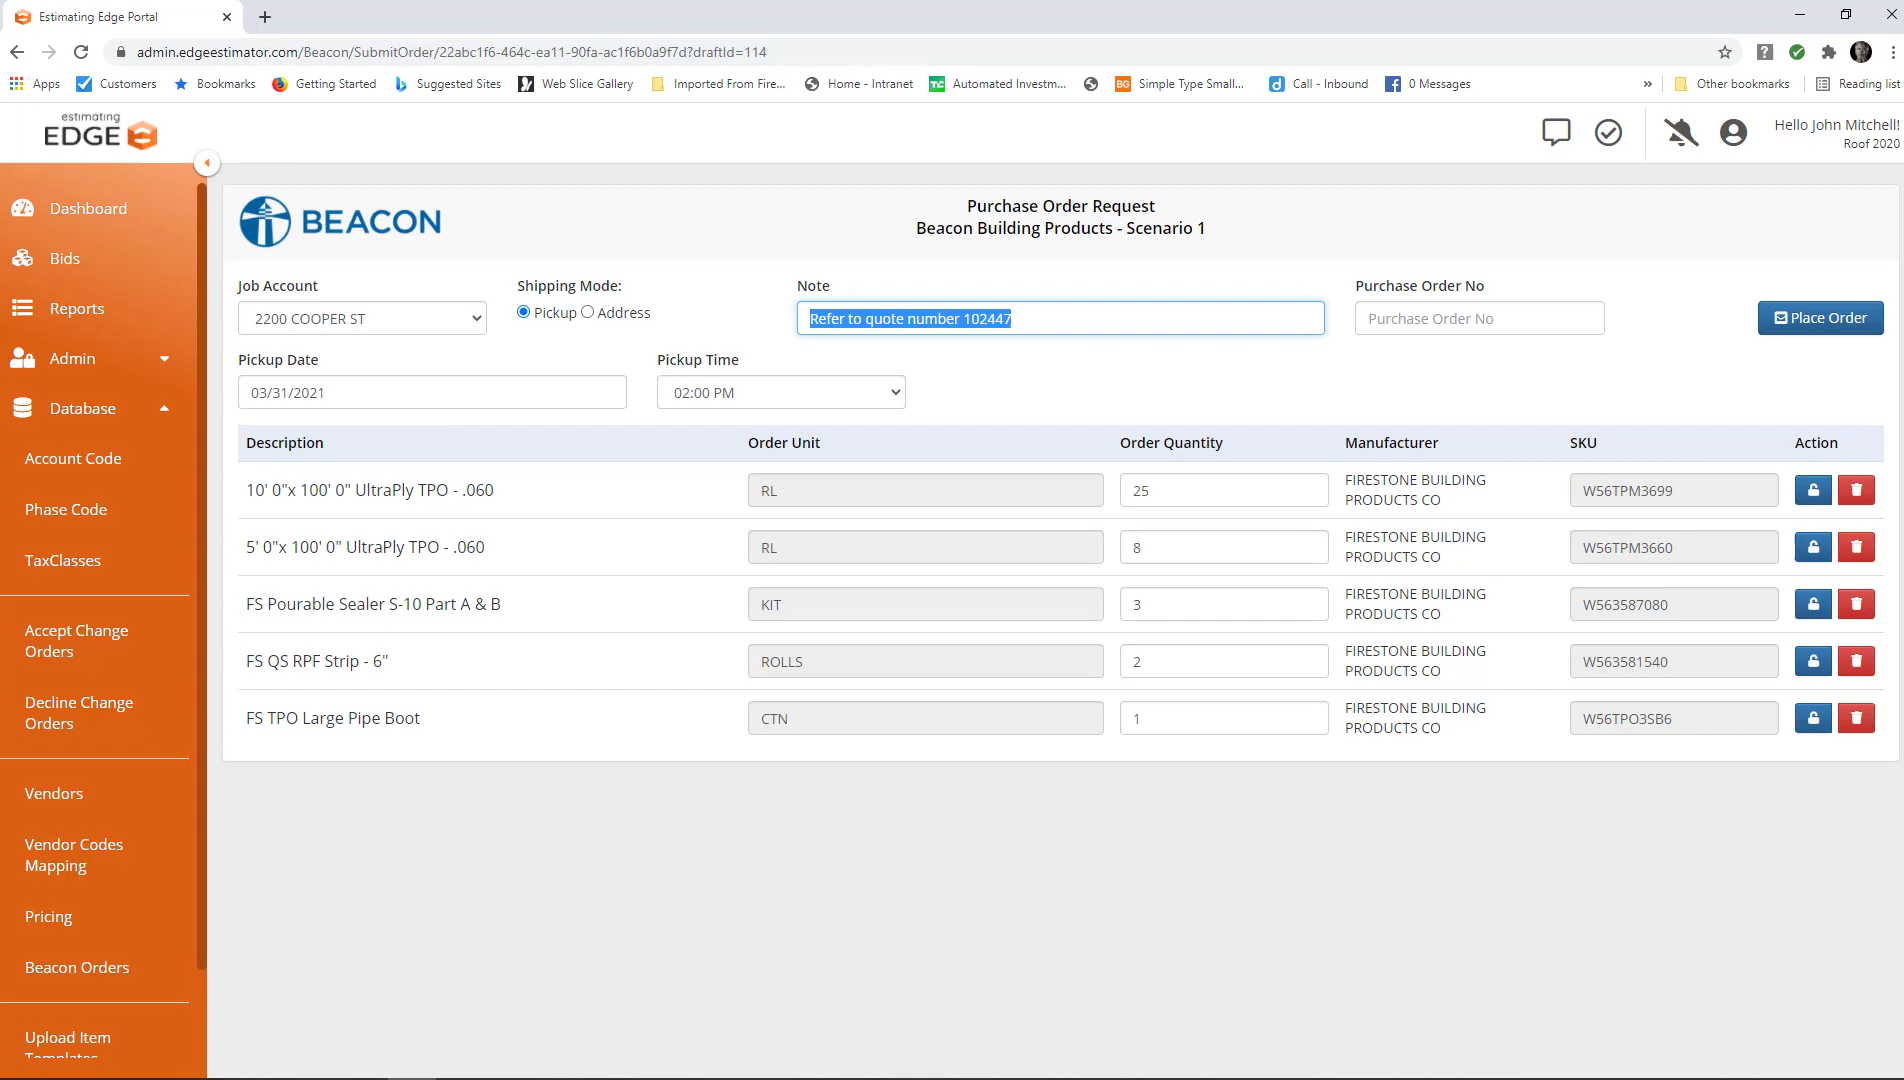 Estimating Edge Portal
admin.edgeestimator.com/Beacon/SubmitOrder/22abc1f6-464c-ea11-90fa-ac1f6b0a9f7d?draftId=114
Apps Customers Bookmarks Getting Started Suggested Sites Web Slice Gallery Imported From Fire... Home - Intranet TC Automated Investm... BG Simple Type Small... Call - Inbound 0 Messages » Other bookmarks Reading list
estimating
EDGE
Hello John Mitchell!
Roof 2020
Dashboard
Bids
Reports
Admin
Database
Account Code
Phase Code
TaxClasses
Accept Change
Orders
Decline Change
Orders
Vendors
Vendor Codes
Mapping
Pricing
Beacon Orders
Upload Item
Templates
BEACON
Purchase Order Request
Beacon Building Products - Scenario 1
Job Account Shipping Mode: Note Purchase Order No
2200 COOPER ST Pickup Address Refer to quote number 102447 Purchase Order No Place Order
Pickup Date Pickup Time
03/31/2021 02:00 PM
Description Order Unit Order Quantity Manufacturer SKU Action
10' 0"x 100' 0" UltraPly TPO - .060 RL 25 FIRESTONE BUILDING PRODUCTS CO W56TPM3699
5' 0"x 100' 0" UltraPly TPO - .060 RL 8 FIRESTONE BUILDING PRODUCTS CO W56TPM3660
FS Pourable Sealer S-10 Part A & B KIT 3 FIRESTONE BUILDING PRODUCTS CO W563587080
FS QS RPF Strip - 6" ROLLS 2 FIRESTONE BUILDING PRODUCTS CO W563581540
FS TPO Large Pipe Boot CTN 1 FIRESTONE BUILDING PRODUCTS CO W56TPO3SB6